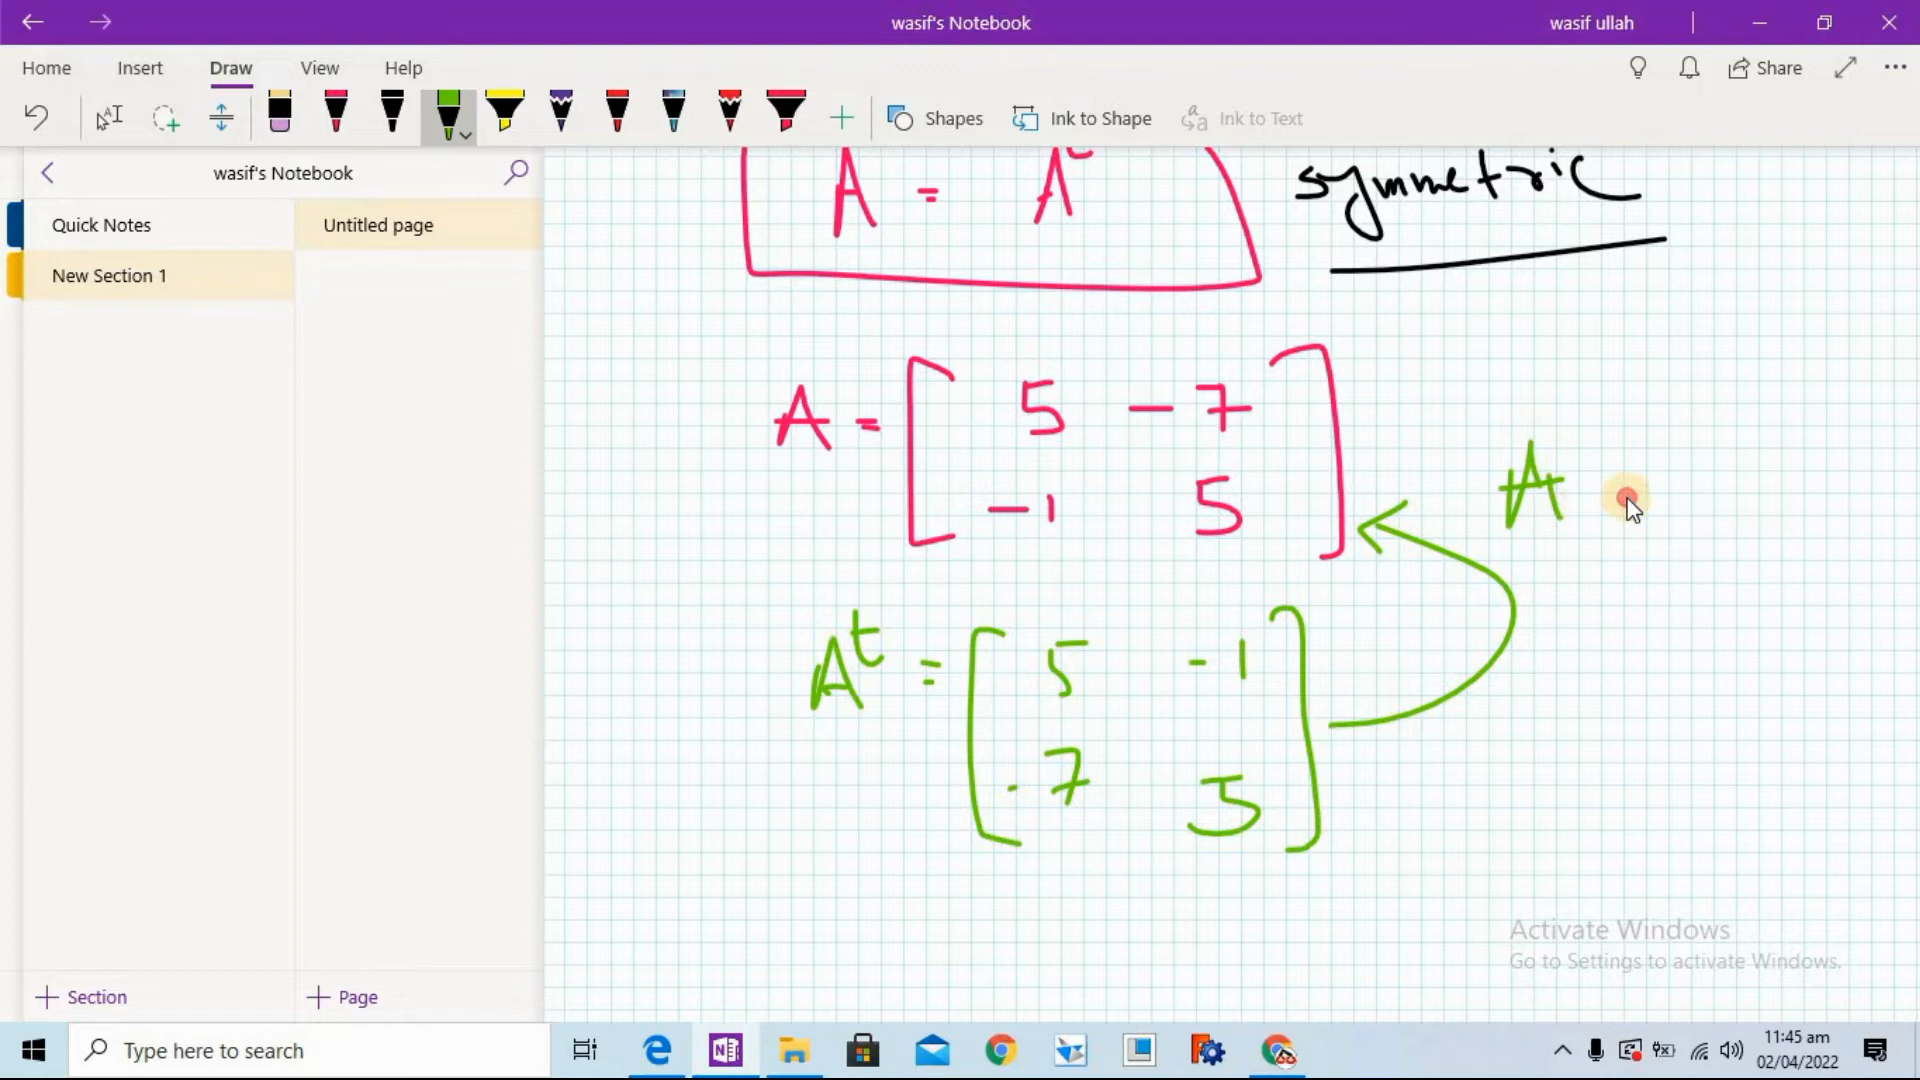 wasif's Notebook
wasif ullah
Home Insert Draw View Help
Share
Shapes Ink to Shape Ink to Text
wasif's Notebook
Quick Notes
Untitled page
New Section 1
A = A^t
symmetric
A = [ 5 -7
-1 5 ]
A
A^t = [ 5 -1
-7 5 ]
Activate Windows
Go to Settings to activate Windows.
+ Section
+ Page
Type here to search
11:45 am
02/04/2022